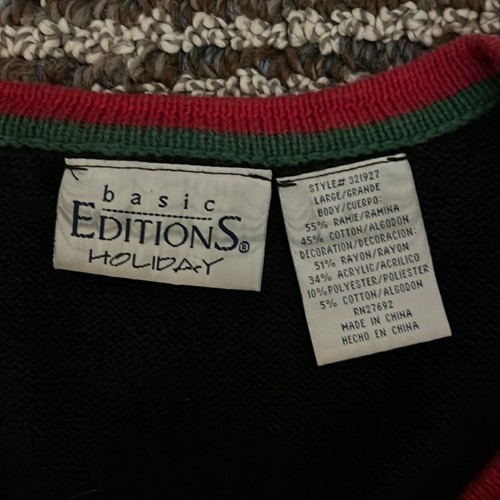 basic
EDITIONS®
HOLIDAY
STYLE# 321927
LARGE/GRANDE
BODY/CUERPO:
55% RAMIE/RAMINA
45% COTTON/ALGODON
DECORATION/DECORACION:
51% RAYON/RAYON
34% ACRYLIC/ACRILICO
10% POLYESTER/POLIESTER
5% COTTON/ALGODON
RN27692
MADE IN CHINA
HECHO EN CHINA